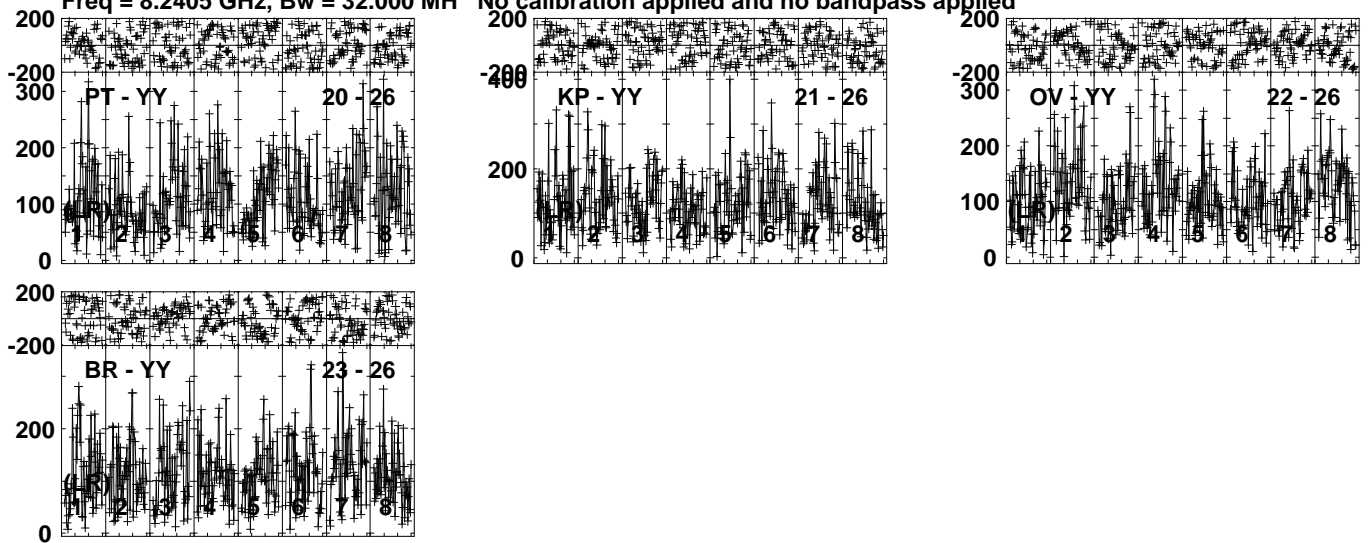 Freq = 8.2405 GHz, Bw = 32.000 MH No calibration applied and no bandpass applied
200
-200
300
200
100
0
PT - YY 20 - 26
(LR)
1 2 3 4 5 6 7 8
200
-200
400
200
0
KP - YY 21 - 26
(LR)
1 2 3 4 5 6 7 8
200
-200
300
200
100
0
OV - YY 22 - 26
(LR)
1 2 3 4 5 6 7 8
200
-200
200
0
BR - YY 23 - 26
(LR)
1 2 3 4 5 6 7 8